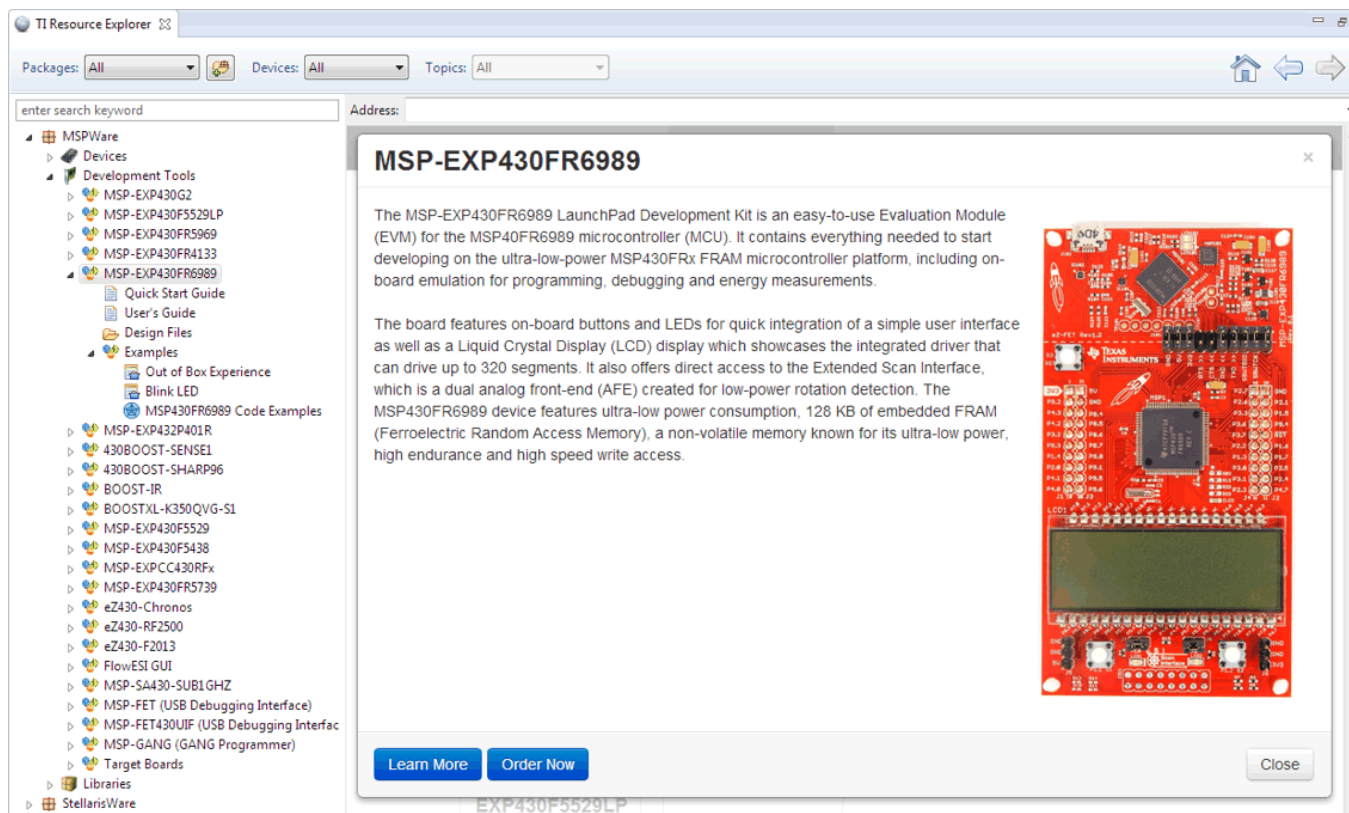 TI Resource Explorer
Packages: All Devices: All Topics: All
enter search keyword
Address:
MSPWare
Devices
Development Tools
MSP-EXP430G2
MSP-EXP430F5529LP
MSP-EXP430FR5969
MSP-EXP430FR4133
MSP-EXP430FR6989
Quick Start Guide
User's Guide
Design Files
Examples
Out of Box Experience
Blink LED
MSP430FR6989 Code Examples
MSP-EXP432P401R
430BOOST-SENSE1
430BOOST-SHARP96
BOOST-IR
BOOSTXL-K350QVG-S1
MSP-EXP430F5529
MSP-EXP430F5438
MSP-EXPCC430RFx
MSP-EXP430FR5739
eZ430-Chronos
eZ430-RF2500
eZ430-F2013
FlowESI GUI
MSP-SA430-SUB1GHZ
MSP-FET (USB Debugging Interface)
MSP-FET430UIF (USB Debugging Interfac
MSP-GANG (GANG Programmer)
Target Boards
Libraries
StellarisWare
MSP-EXP430FR6989
The MSP-EXP430FR6989 LaunchPad Development Kit is an easy-to-use Evaluation Module
(EVM) for the MSP40FR6989 microcontroller (MCU). It contains everything needed to start
developing on the ultra-low-power MSP430FRx FRAM microcontroller platform, including on-
board emulation for programming, debugging and energy measurements.
The board features on-board buttons and LEDs for quick integration of a simple user interface
as well as a Liquid Crystal Display (LCD) display which showcases the integrated driver that
can drive up to 320 segments. It also offers direct access to the Extended Scan Interface,
which is a dual analog front-end (AFE) created for low-power rotation detection. The
MSP430FR6989 device features ultra-low power consumption, 128 KB of embedded FRAM
(Ferroelectric Random Access Memory), a non-volatile memory known for its ultra-low power,
high endurance and high speed write access.
MSP-EXP430FR6989
TEXAS
INSTRUMENTS
LCD1
Scan
Interface
Learn More Order Now Close
EXP430F5529LP